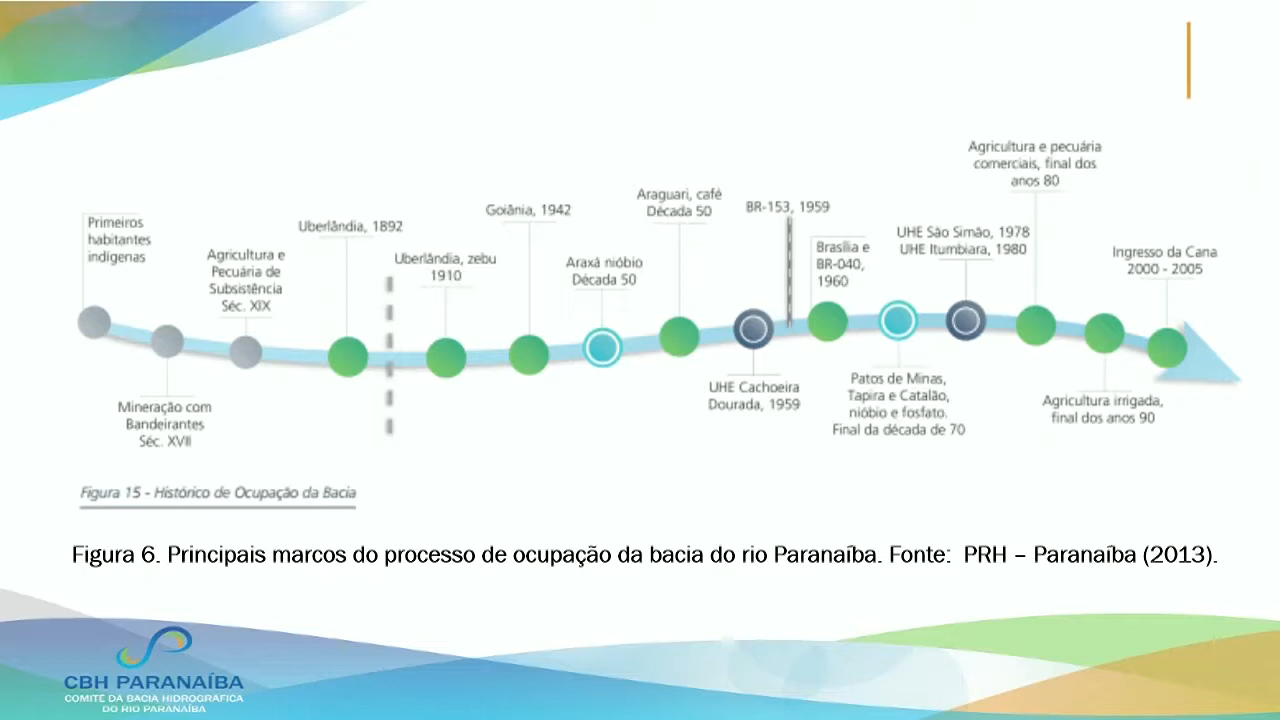 Primeiros
habitantes
indígenas
Mineração com
Bandeirantes
Séc. XVII
Agricultura e
Pecuária de
Subsistência
Séc. XIX
Uberlândia, 1892
Uberlândia, zebu
1910
Goiânia, 1942
Araxá nióbio
Década 50
Araguari, café
Década 50
UHE Cachoeira
Dourada, 1959
BR-153, 1959
Brasília e
BR-040,
1960
Patos de Minas,
Tapira e Catalão,
nióbio e fosfato.
Final da década de 70
UHE São Simão, 1978
UHE Itumbiara, 1980
Agricultura e pecuária
comerciais, final dos
anos 80
Agricultura irrigada,
final dos anos 90
Ingresso da Cana
2000 - 2005
Figura 15 - Histórico de Ocupação da Bacia
Figura 6. Principais marcos do processo de ocupação da bacia do rio Paranaíba. Fonte: PRH – Paranaíba (2013).
CBH PARANAÍBA
COMITÊ DA BACIA HIDROGRÁFICA
DO RIO PARANAÍBA